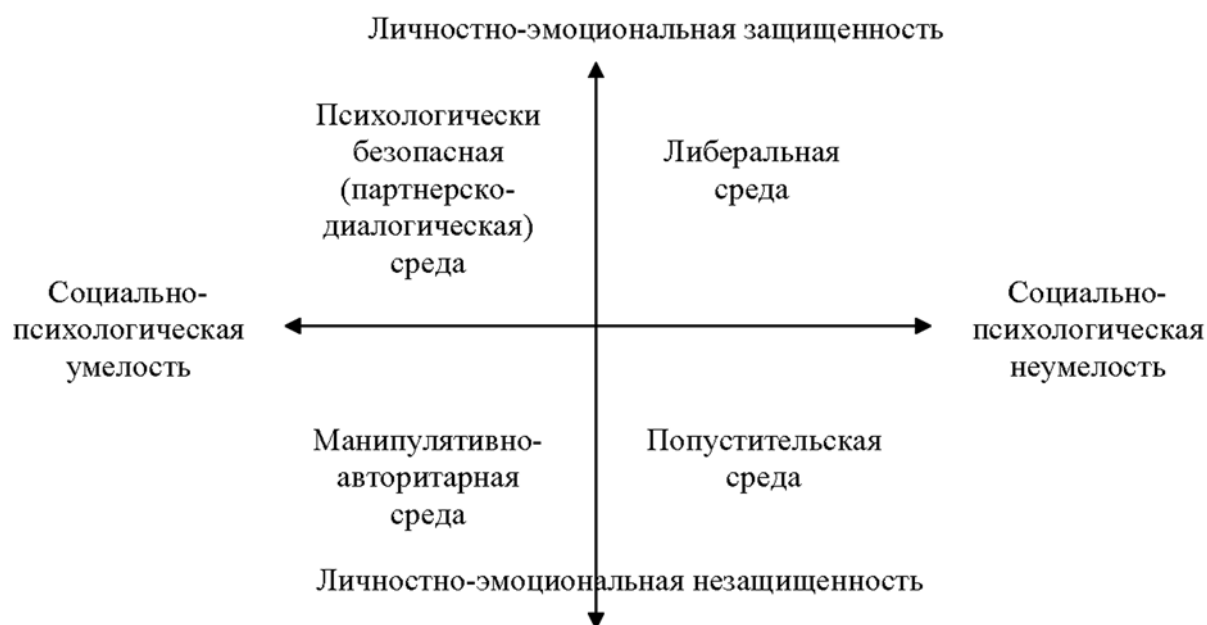 Личностно-эмоциональная защищенность
Психологически
безопасная
(партнерско-
диалогическая)
среда
Либеральная
среда
Социально-
психологическая
умелость
Социально-
психологическая
неумелость
Манипулятивно-
авторитарная
среда
Попустительская
среда
Личностно-эмоциональная незащищенность